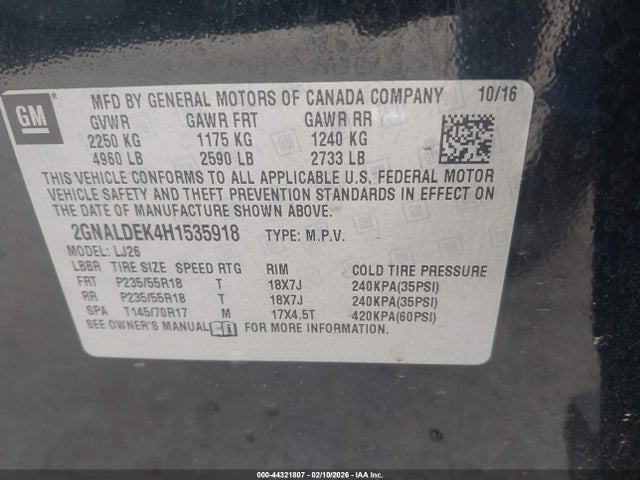 GM
MFD BY GENERAL MOTORS OF CANADA COMPANY 10/16
GVWR GAWR FRT GAWR RR
2250 KG 1175 KG 1240 KG
4960 LB 2590 LB 2733 LB
THIS VEHICLE CONFORMS TO ALL APPLICABLE U.S. FEDERAL MOTOR
VEHICLE SAFETY AND THEFT PREVENTION STANDARDS IN EFFECT ON THE
DATE OF MANUFACTURE SHOWN ABOVE.
2GNALDEK4H1535918 TYPE: M.P.V.
MODEL: LJ26
LBBR TIRE SIZE SPEED RTG RIM COLD TIRE PRESSURE
FRT P235/55R18 T 18X7J 240KPA(35PSI)
RR P235/55R18 T 18X7J 240KPA(35PSI)
SPA T145/70R17 M 17X4.5T 420KPA(60PSI)
SEE OWNER'S MANUAL FOR MORE INFORMATION.
000-44321807 - 02/10/2026 - IAA Inc.